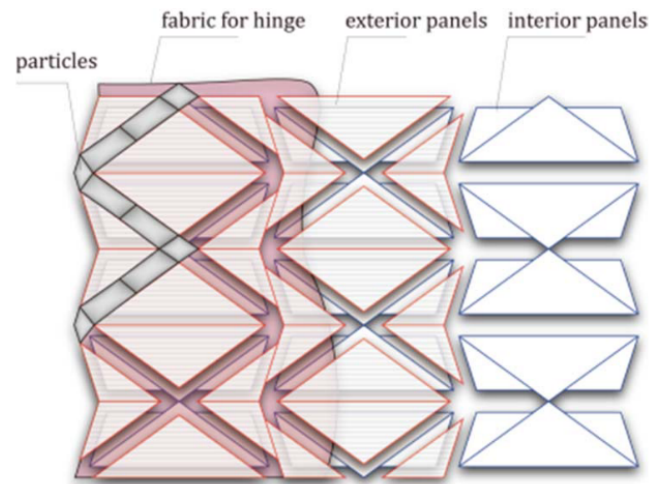 fabric for hinge
exterior panels
interior panels
particles